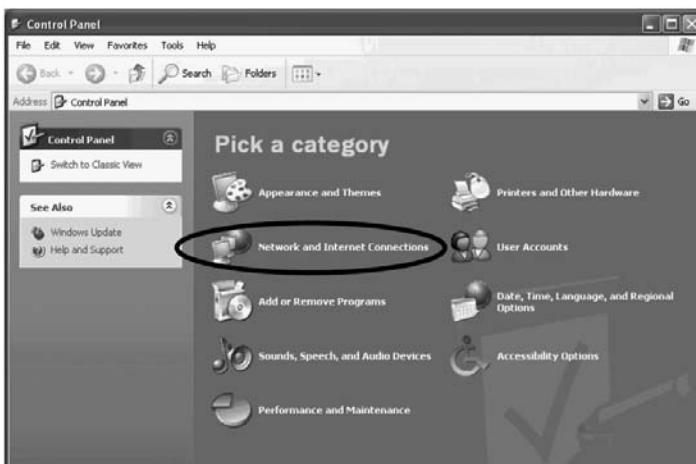 Control Panel
File Edit View Favorites Tools Help
Back Search Folders
Address Control Panel Go
Control Panel
Switch to Classic View
See Also
Windows Update
Help and Support
Pick a category
Appearance and Themes
Printers and Other Hardware
Network and Internet Connections
User Accounts
Add or Remove Programs
Date, Time, Language, and Regional
Options
Sounds, Speech, and Audio Devices
Accessibility Options
Performance and Maintenance